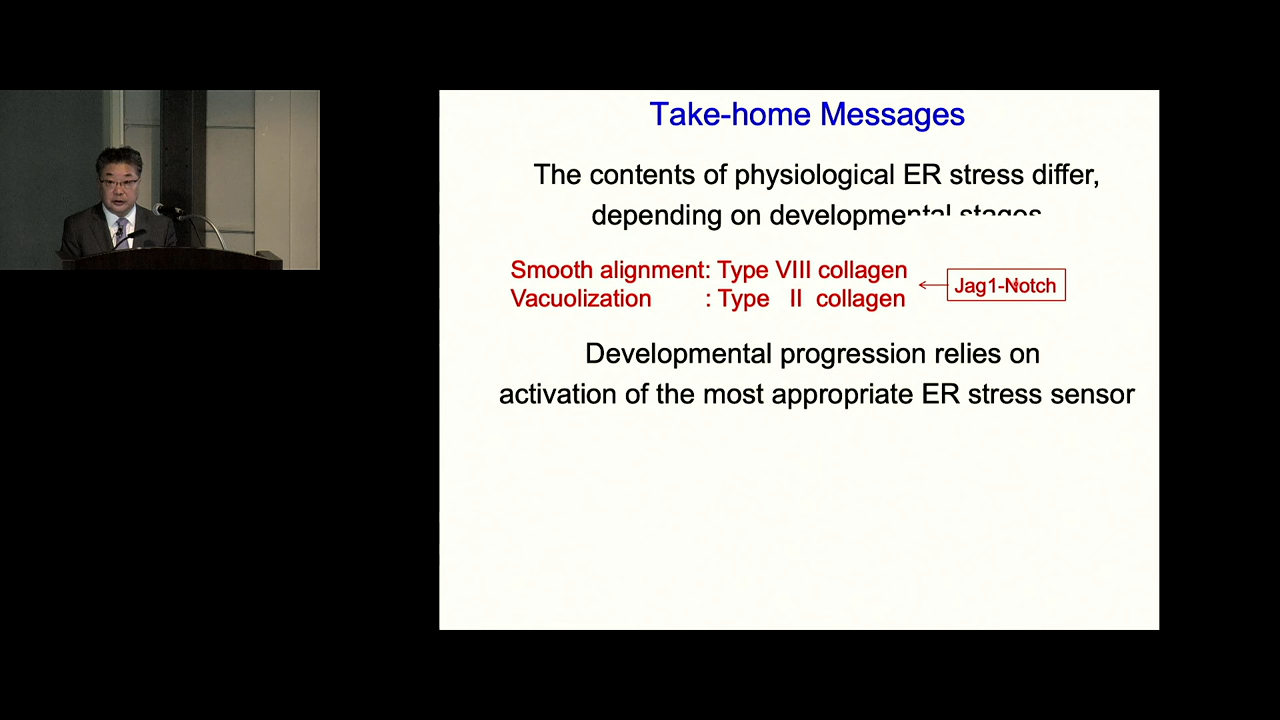 Take-home Messages
The contents of physiological ER stress differ,
depending on developmental stages
Smooth alignment: Type VIII collagen
Vacuolization : Type II collagen
Jag1-Notch
Developmental progression relies on
activation of the most appropriate ER stress sensor